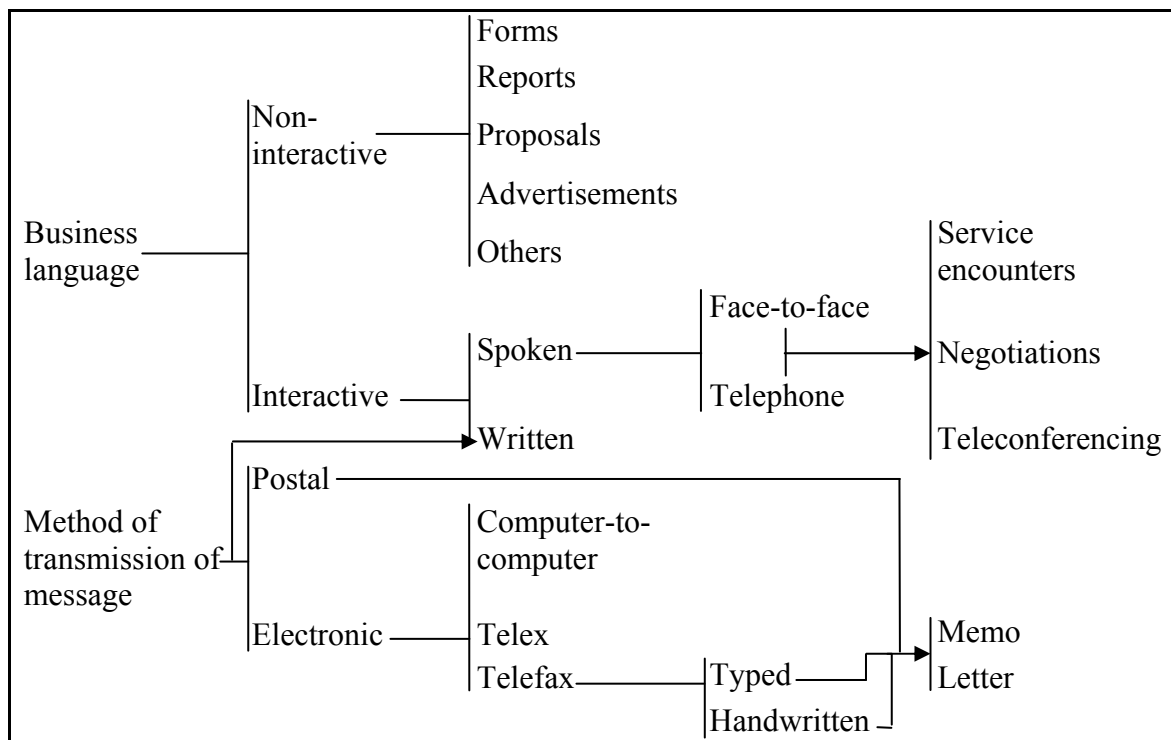 Forms
Reports
Non-
interactive
Proposals
Advertisements
Business
language
Others
Service
encounters
Face-to-face
Spoken
Negotiations
Interactive
Telephone
Written
Teleconferencing
Postal
Method of
transmission of
message
Computer-to-
computer
Electronic
Telex
Memo
Telefax
Typed
Letter
Handwritten